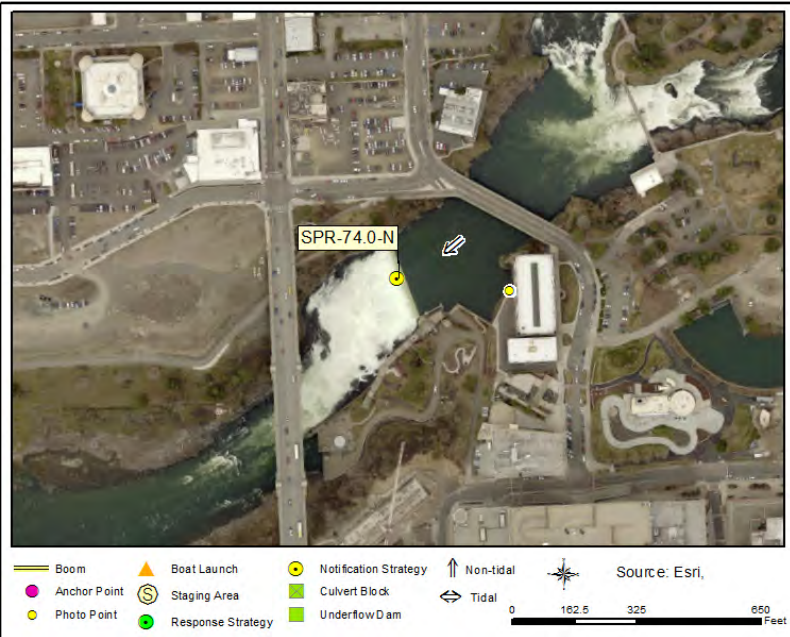 SPR-74.0-N
Boom
Boat Launch
Notification Strategy
Non-tidal
Source: Esri,
Anchor Point
S
Staging Area
Culvert Block
Tidal
Photo Point
Response Strategy
Underflow Dam
0 162.5 325 650
Feet